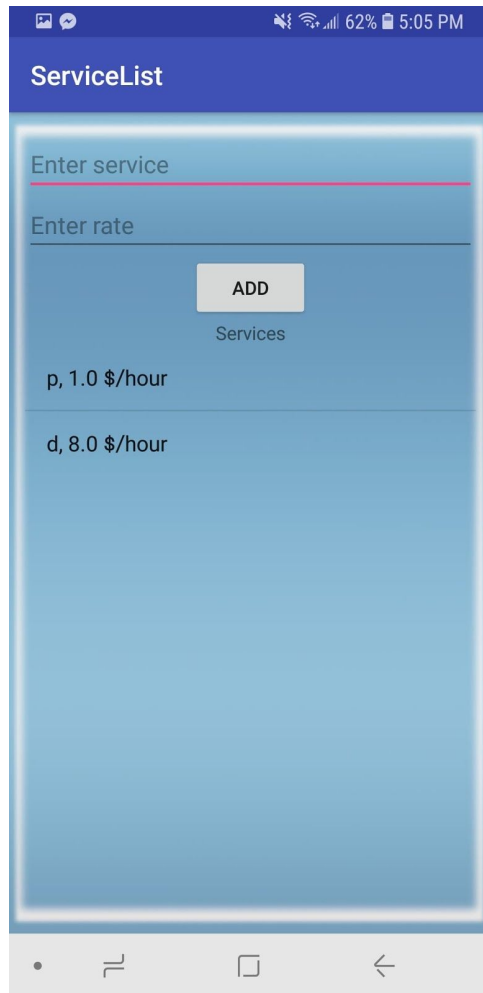 62% 5:05 PM
ServiceList
Enter service
Enter rate
ADD
Services
p, 1.0 $/hour
d, 8.0 $/hour